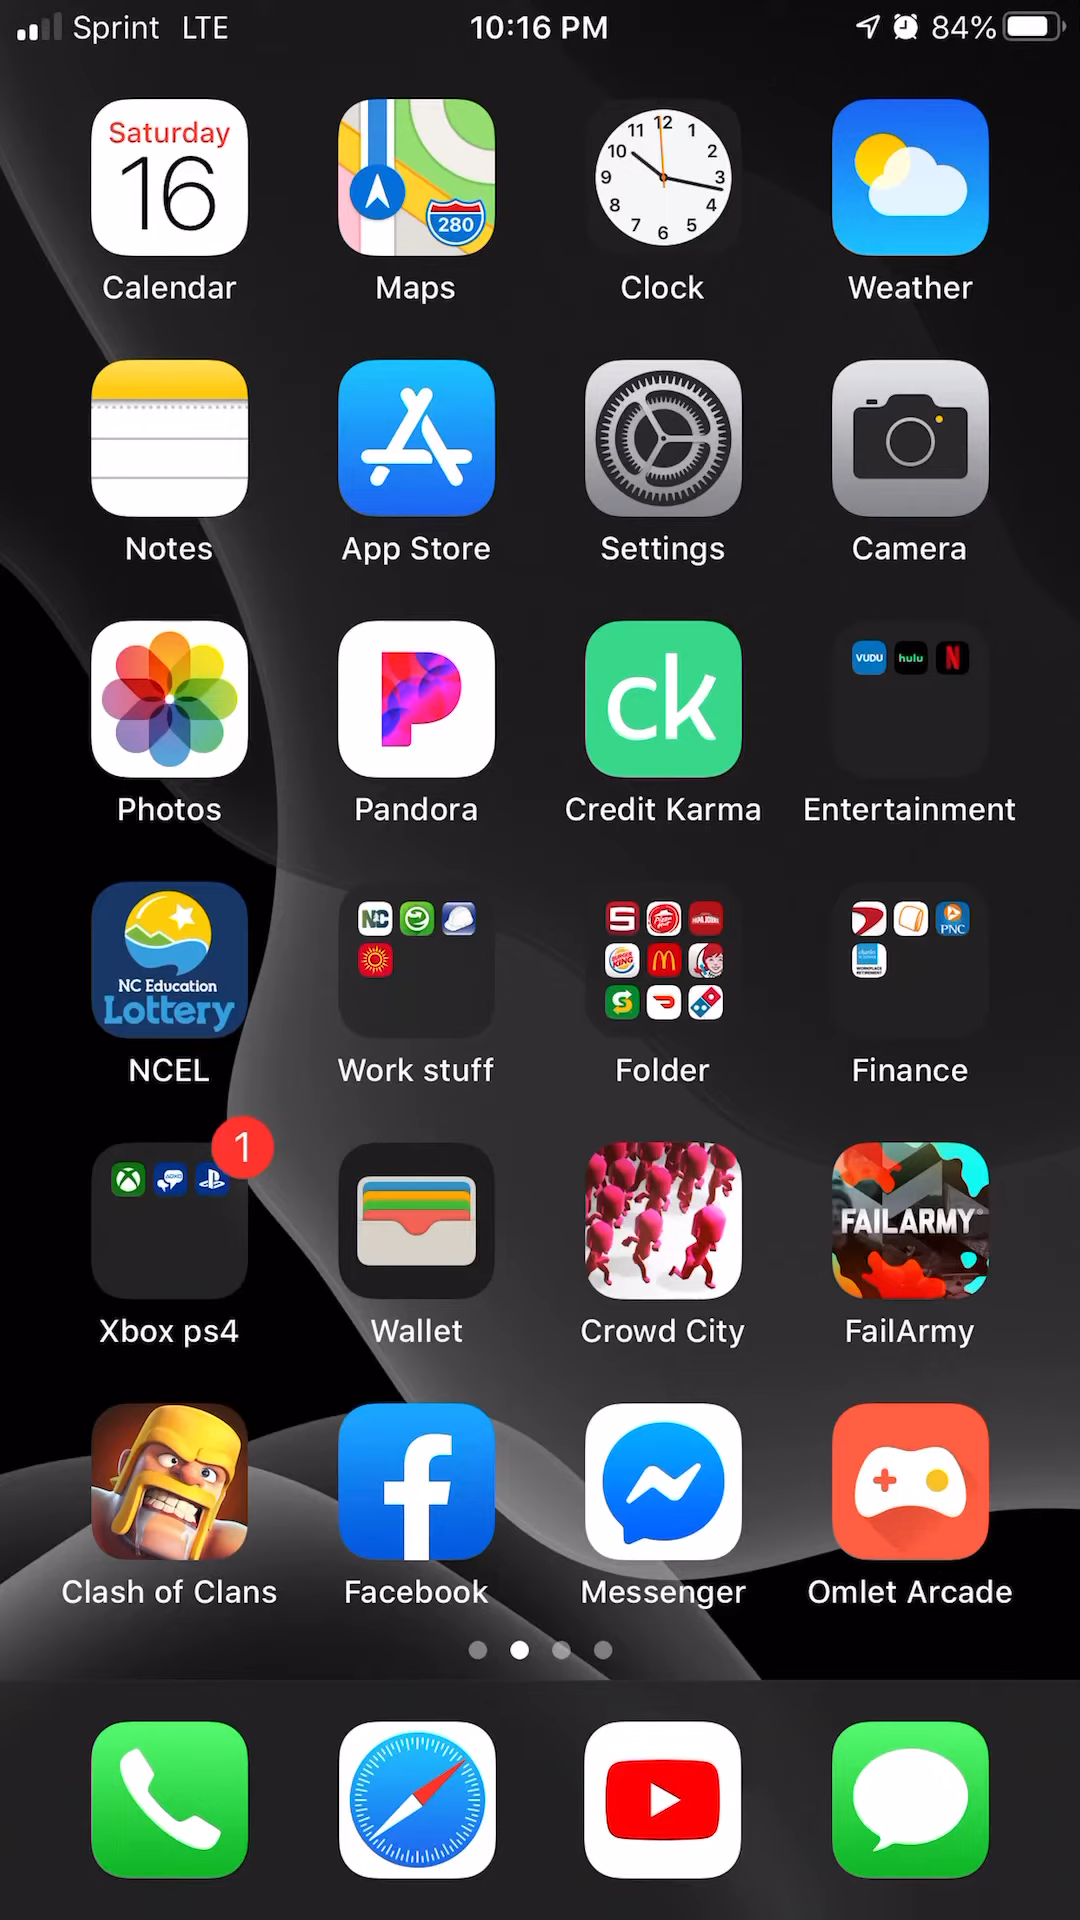 Sprint LTE 10:16 PM 84%
Saturday
16
280
11 12 1
10 2
9 3
8 4
7 6 5
Calendar Maps Clock Weather
Notes App Store Settings Camera
ck
VUDU hulu N
Photos Pandora Credit Karma Entertainment
NC
PNC
NC Education
Lottery
NCEL Work stuff Folder Finance
1
FAILARMY
Xbox ps4 Wallet Crowd City FailArmy
Clash of Clans Facebook Messenger Omlet Arcade